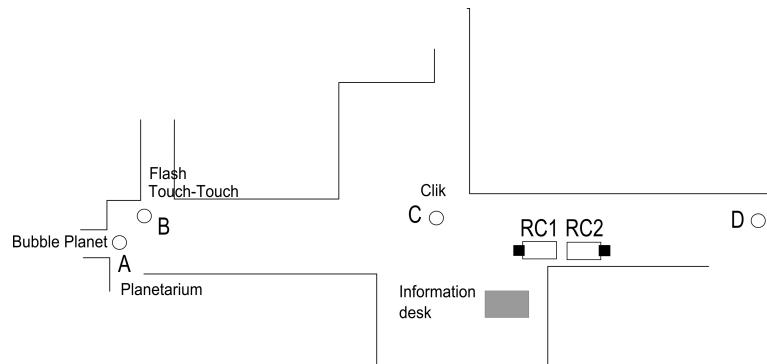 Flash
Touch-Touch
Clik
B
C
D
RC1 RC2
Bubble Planet
A
Planetarium
Information
desk